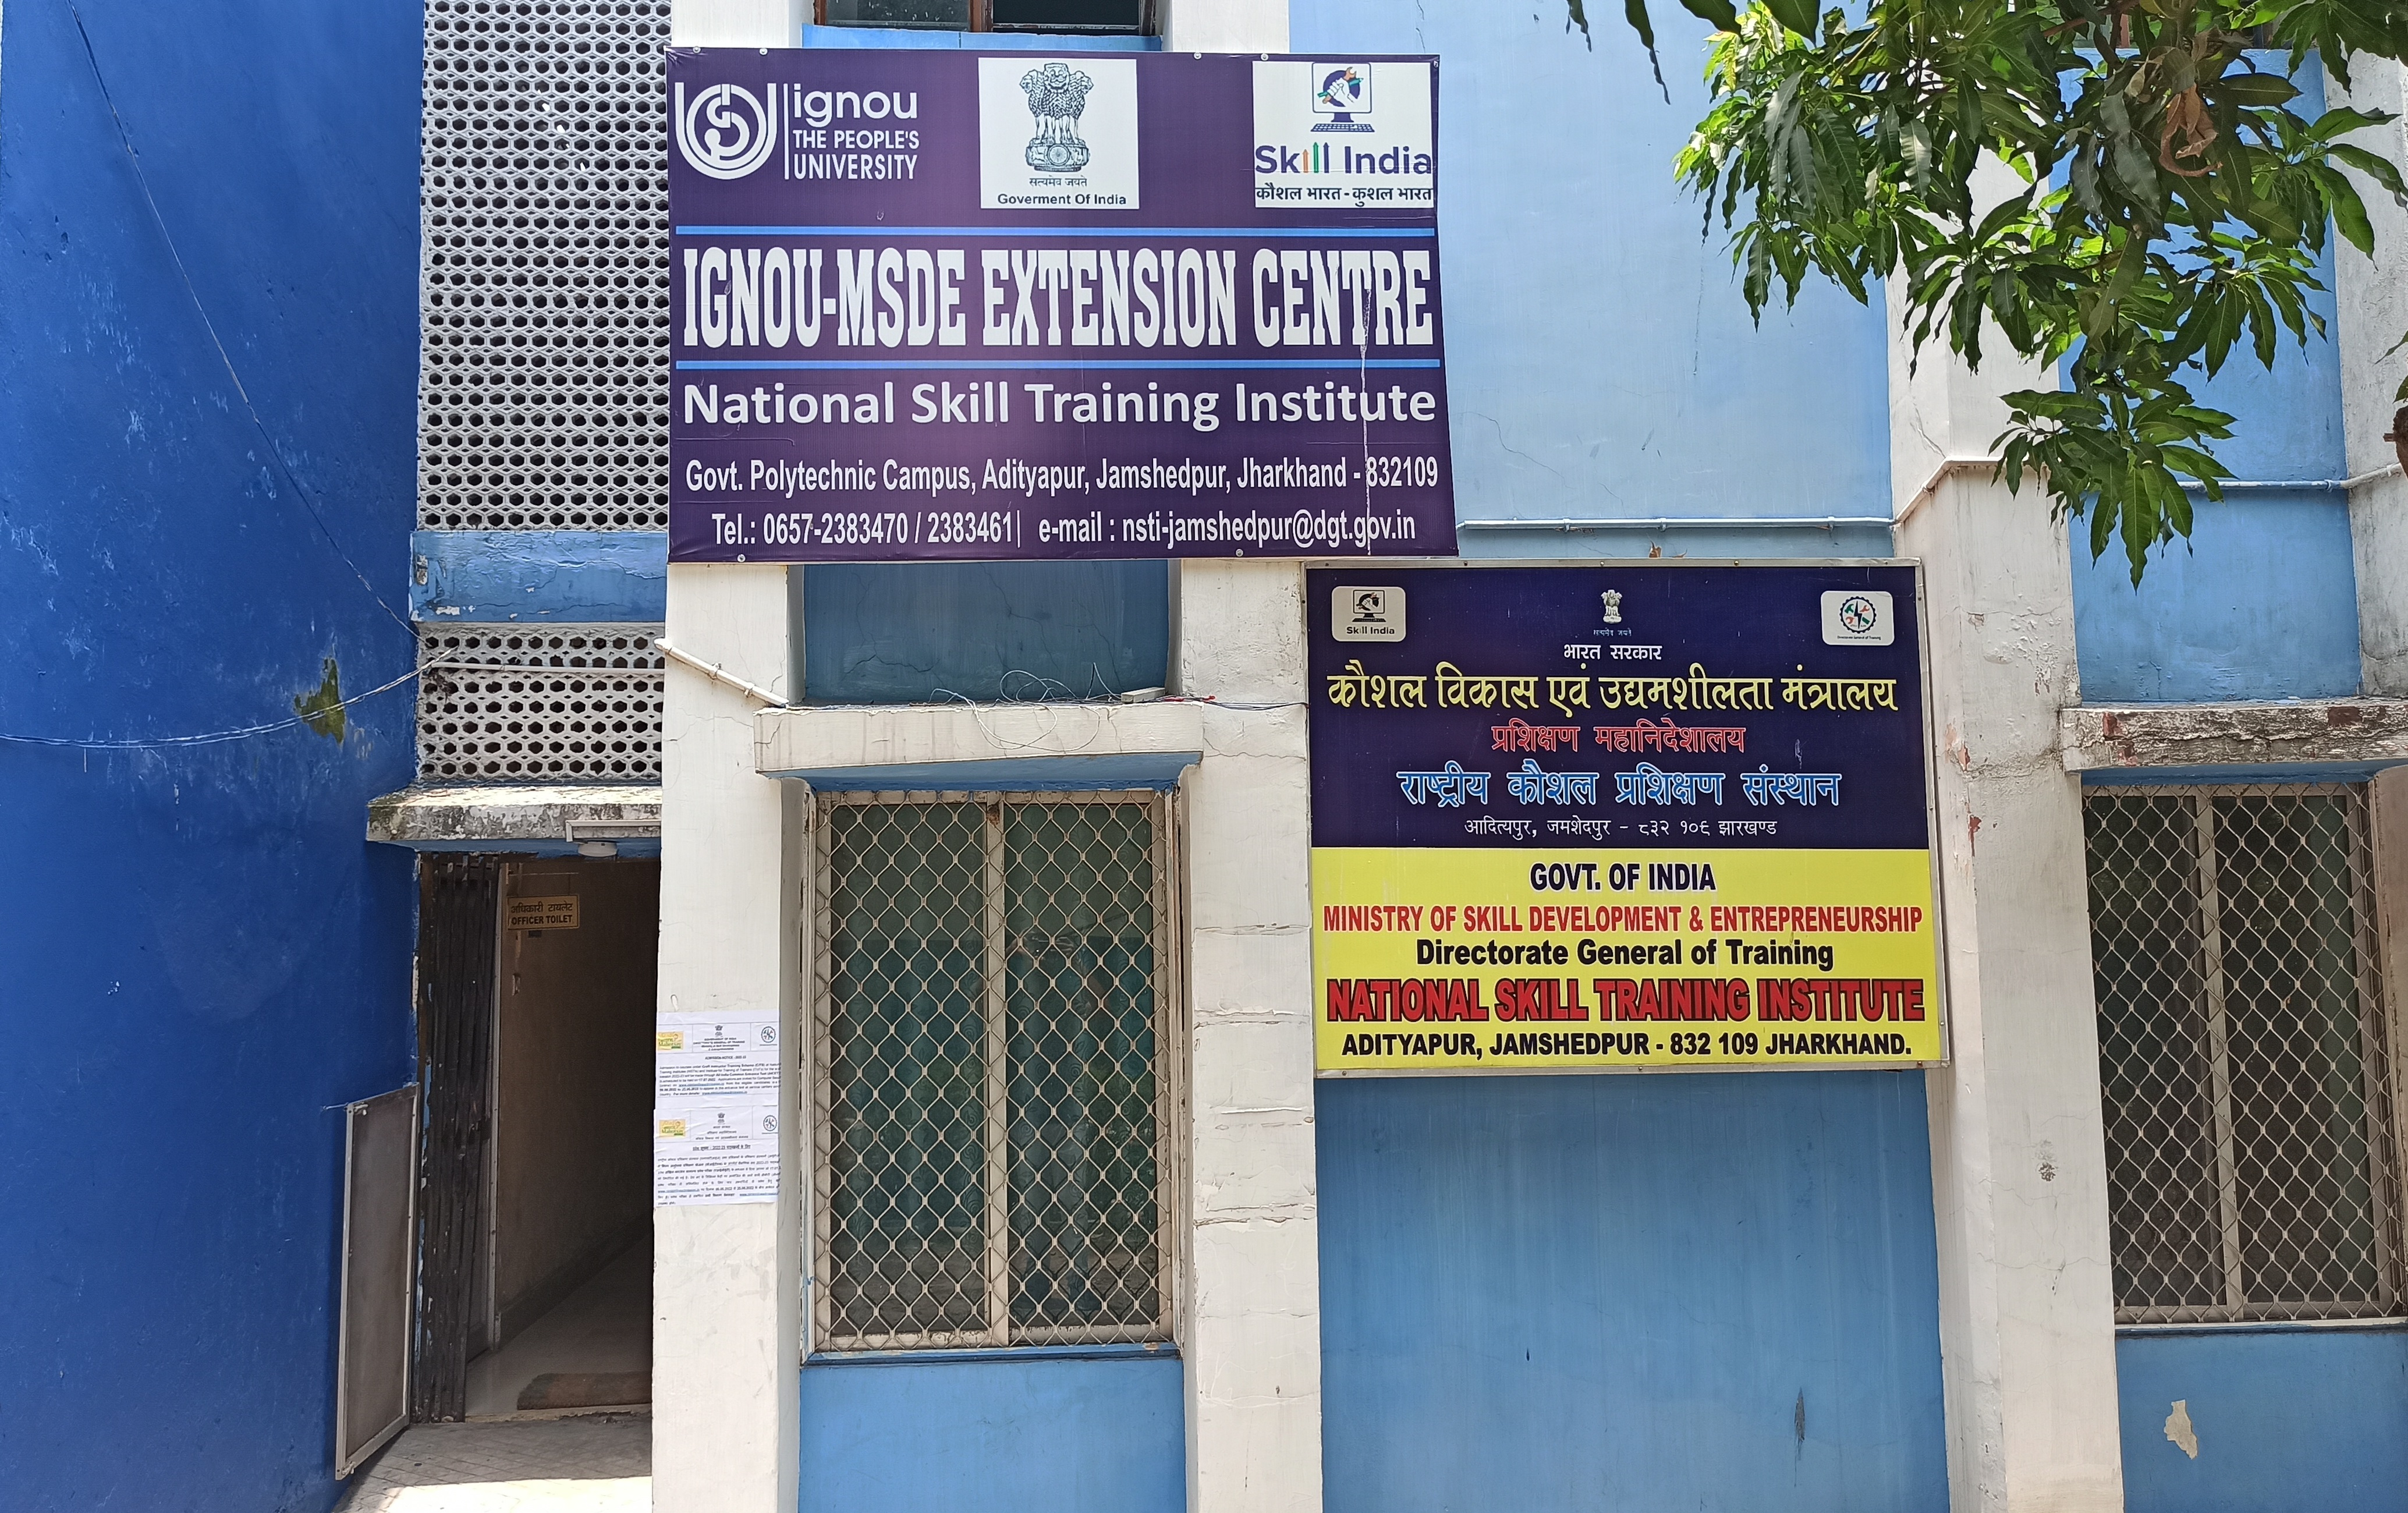 ignou
THE PEOPLE'S
UNIVERSITY
सत्यमेव जयते
Goverment Of India
Skill India
कौशल भारत - कुशल भारत
IGNOU-MSDE EXTENSION CENTRE
National Skill Training Institute
Govt. Polytechnic Campus, Adityapur, Jamshedpur, Jharkhand - 832109
Tel.: 0657-2383470 / 2383461| e-mail : nsti-jamshedpur@dgt.gov.in
Skill India
सत्यमेव जयते
Directorate General of Training
भारत सरकार
कौशल विकास एवं उद्यमशीलता मंत्रालय
प्रशिक्षण महानिदेशालय
राष्ट्रीय कौशल प्रशिक्षण संस्थान
आदित्यपुर, जमशेदपुर - ८३२ १०९ झारखण्ड
GOVT. OF INDIA
MINISTRY OF SKILL DEVELOPMENT & ENTREPRENEURSHIP
Directorate General of Training
NATIONAL SKILL TRAINING INSTITUTE
ADITYAPUR, JAMSHEDPUR - 832 109 JHARKHAND.
अधिकारी टायलेट
OFFICER TOILET